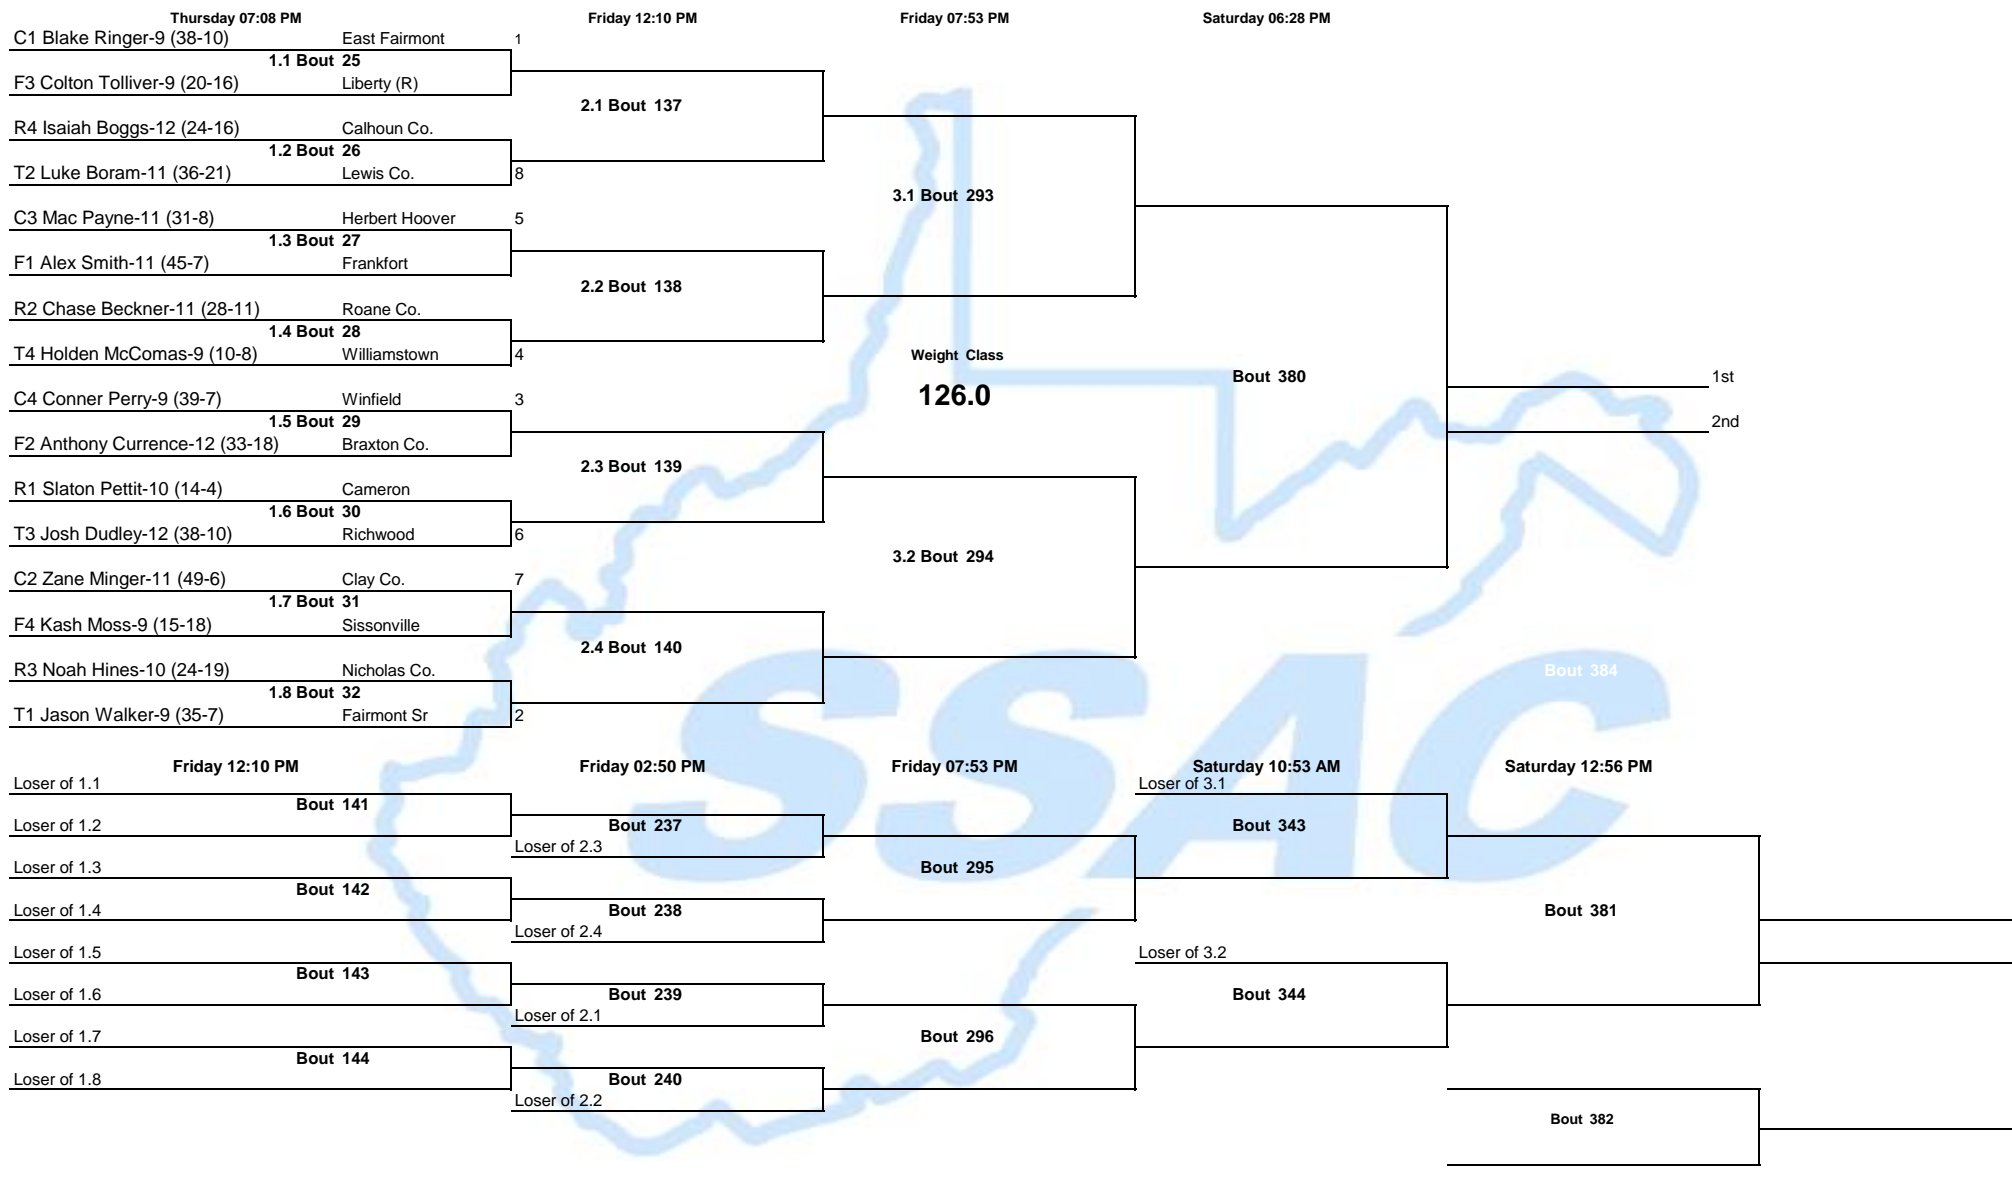 Thursday 07:08 PM Friday 12:10 PM Friday 07:53 PM Saturday 06:28 PM
C1 Blake Ringer-9 (38-10) East Fairmont 1
1.1 Bout 25
F3 Colton Tolliver-9 (20-16) Liberty (R)
2.1 Bout 137
R4 Isaiah Boggs-12 (24-16) Calhoun Co.
1.2 Bout 26
T2 Luke Boram-11 (36-21) Lewis Co. 8
3.1 Bout 293
C3 Mac Payne-11 (31-8) Herbert Hoover 5
1.3 Bout 27
F1 Alex Smith-11 (45-7) Frankfort
2.2 Bout 138
R2 Chase Beckner-11 (28-11) Roane Co.
1.4 Bout 28
T4 Holden McComas-9 (10-8) Williamstown 4
Weight Class
Bout 380 1st
126.0
C4 Conner Perry-9 (39-7) Winfield 3
1.5 Bout 29 2nd
F2 Anthony Currence-12 (33-18) Braxton Co.
2.3 Bout 139
R1 Slaton Pettit-10 (14-4) Cameron
1.6 Bout 30
T3 Josh Dudley-12 (38-10) Richwood 6
3.2 Bout 294
C2 Zane Minger-11 (49-6) Clay Co. 7
1.7 Bout 31
F4 Kash Moss-9 (15-18) Sissonville
2.4 Bout 140
R3 Noah Hines-10 (24-19) Nicholas Co. Bout 384
1.8 Bout 32
T1 Jason Walker-9 (35-7) Fairmont Sr 2
SSAC
Friday 12:10 PM Friday 02:50 PM Friday 07:53 PM Saturday 10:53 AM Saturday 12:56 PM
Loser of 1.1 Loser of 3.1
Bout 141
Loser of 1.2 Bout 237 Bout 343
Loser of 2.3
Loser of 1.3 Bout 295
Bout 142
Loser of 1.4 Bout 238 Bout 381
Loser of 2.4
Loser of 1.5 Loser of 3.2
Bout 143
Loser of 1.6 Bout 239 Bout 344
Loser of 2.1
Loser of 1.7 Bout 296
Bout 144
Loser of 1.8 Bout 240
Loser of 2.2
Bout 382